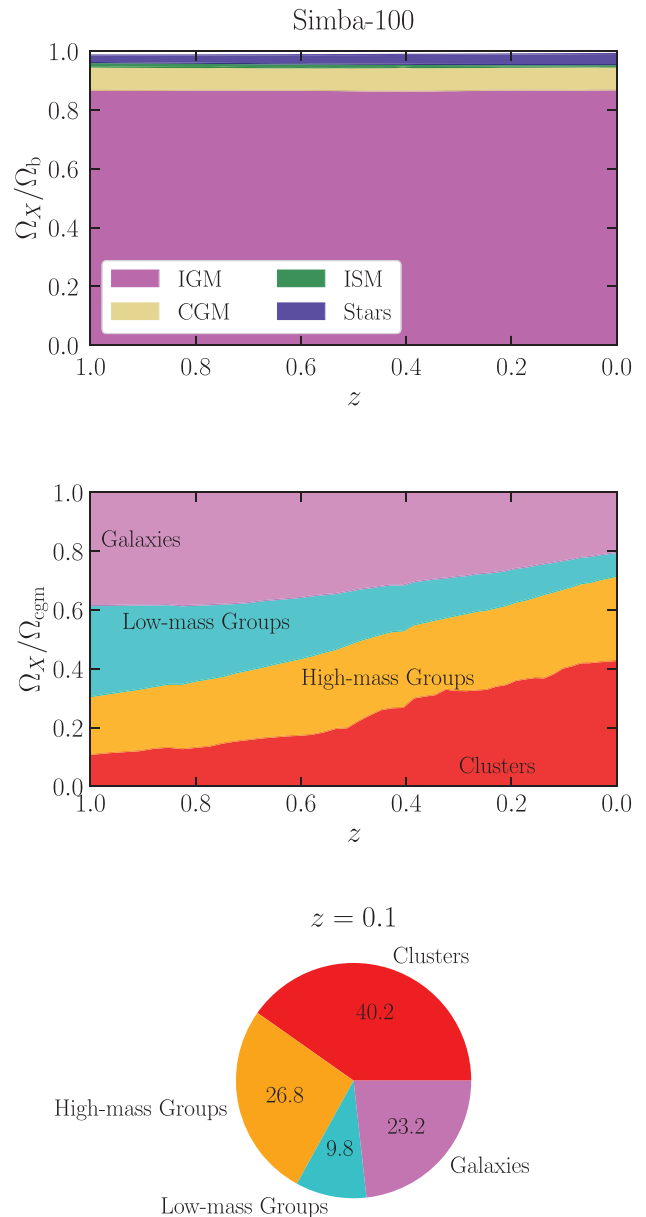 Simba-100
1.0
0.8
0.6
0.4
0.2
0.0
Ω_X/Ω_b
IGM
CGM
ISM
Stars
1.0 0.8 0.6 0.4 0.2 0.0
z
1.0
0.8
0.6
0.4
0.2
0.0
Ω_X/Ω_cgm
Galaxies
Low-mass Groups
High-mass Groups
Clusters
1.0 0.8 0.6 0.4 0.2 0.0
z
z = 0.1
Clusters
40.2
26.8
High-mass Groups
23.2
9.8
Galaxies
Low-mass Groups